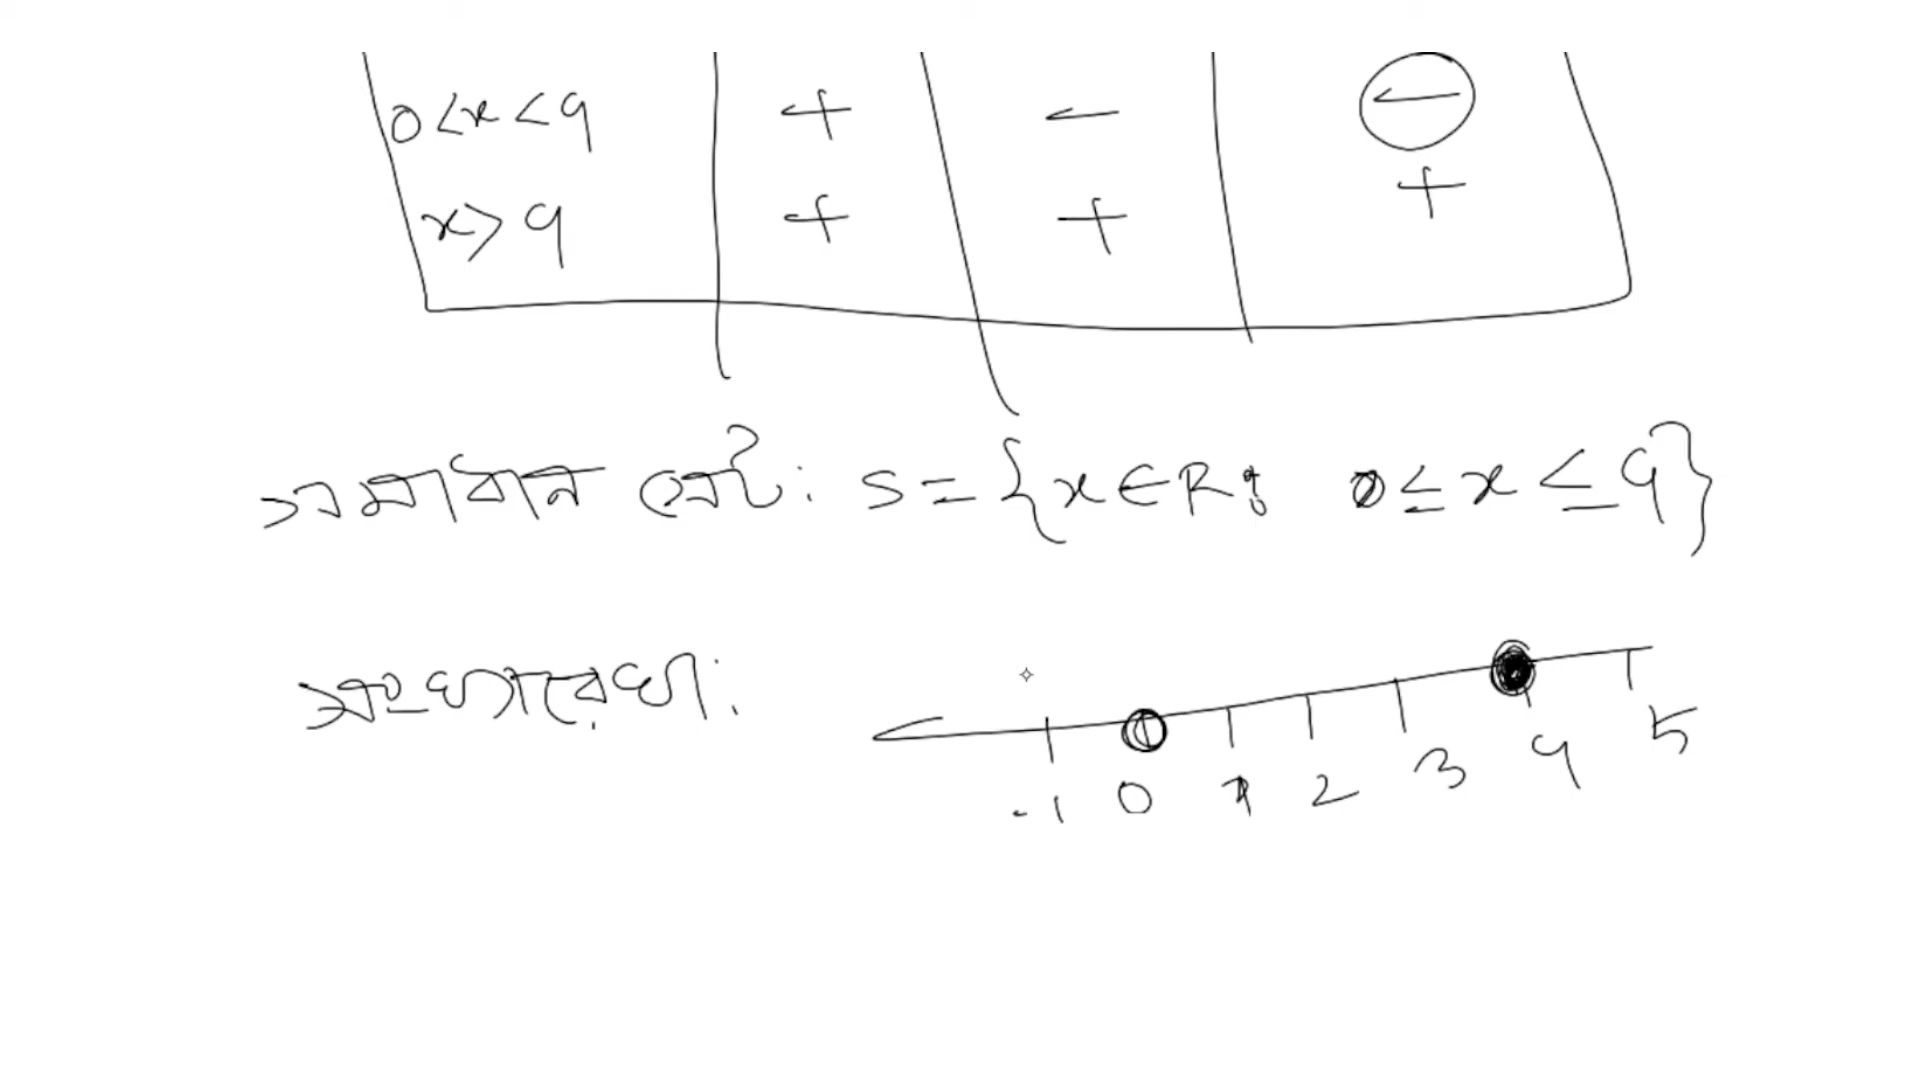 0 < x < 4 + - -
x > 4 + + +
সমাধান সেট: S = {x ∈ R: 0 ≤ x ≤ 4}
সংখ্যারেখা:
-1 0 1 2 3 4 5